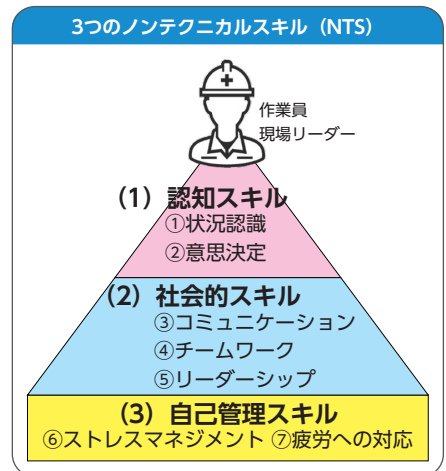 3つのノンテクニカルスキル（NTS）
作業員
現場リーダー
（1）認知スキル
①状況認識
②意思決定
（2）社会的スキル
③コミュニケーション
④チームワーク
⑤リーダーシップ
（3）自己管理スキル
⑥ストレスマネジメント ⑦疲労への対応